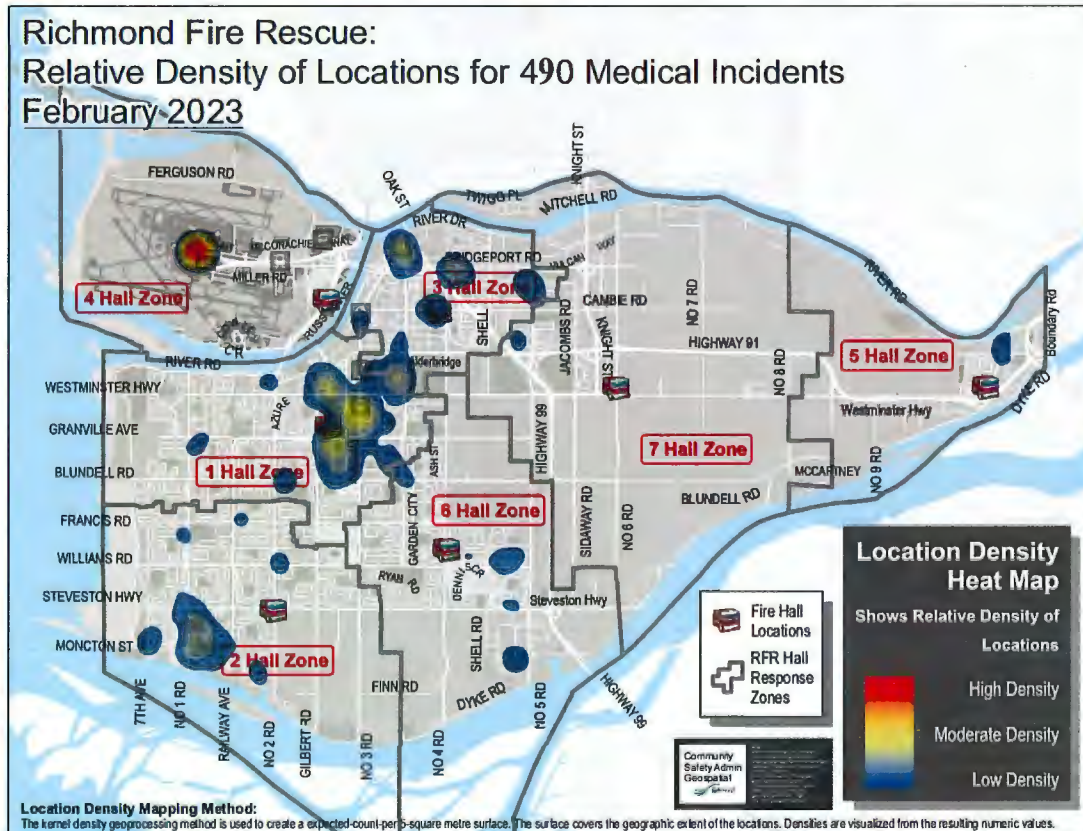 Richmond Fire Rescue:
Relative Density of Locations for 490 Medical Incidents
February 2023
FERGUSON RD
OAK ST
TWIGG PL
KNIGHT ST
MITCHELL RD
RIVER DR
BRIDGEPORT RD
VULCAN WAY
MILLER RD
4 Hall Zone
3 Hall Zone
CAMBIE RD
NO 7 RD
RIVER RD
Boundary Rd
SHELL
JACOMBS RD
KNIGHT ST
HIGHWAY 91
5 Hall Zone
NO 8 RD
RIVER RD
WESTMINSTER HWY
AZURE
Westminster Hwy
DYKE RD
GRANVILLE AVE
ASH ST
HIGHWAY 99
7 Hall Zone
1 Hall Zone
BLUNDELL RD
MCCARTNEY
NO 9 RD
BLUNDELL RD
6 Hall Zone
FRANCIS RD
GARDEN CITY
SIDAWAY RD
NO 6 RD
WILLIANS RD
RYAN RD
STEVESTON HWY
Steveston Hwy
MONCTON ST
2 Hall Zone
SHELL RD
FINN RD
DYKE RD
7TH AVE
NO 1 RD
RAILWAY AVE
NO 2 RD
GILBERT RD
NO 3 RD
NO 4 RD
NO 5 RD
HIGHWAY 99
Fire Hall
Locations
RFR Hall
Response
Zones
Location Density
Heat Map
Shows Relative Density of
Locations
High Density
Moderate Density
Low Density
Community
Safety Admin
Geospatial
Location Density Mapping Method:
The kernel density geoprocessing method is used to create a expected-count-per 5-square metre surface. The surface covers the geographic extent of the locations. Densities are visualized from the resulting numeric values.